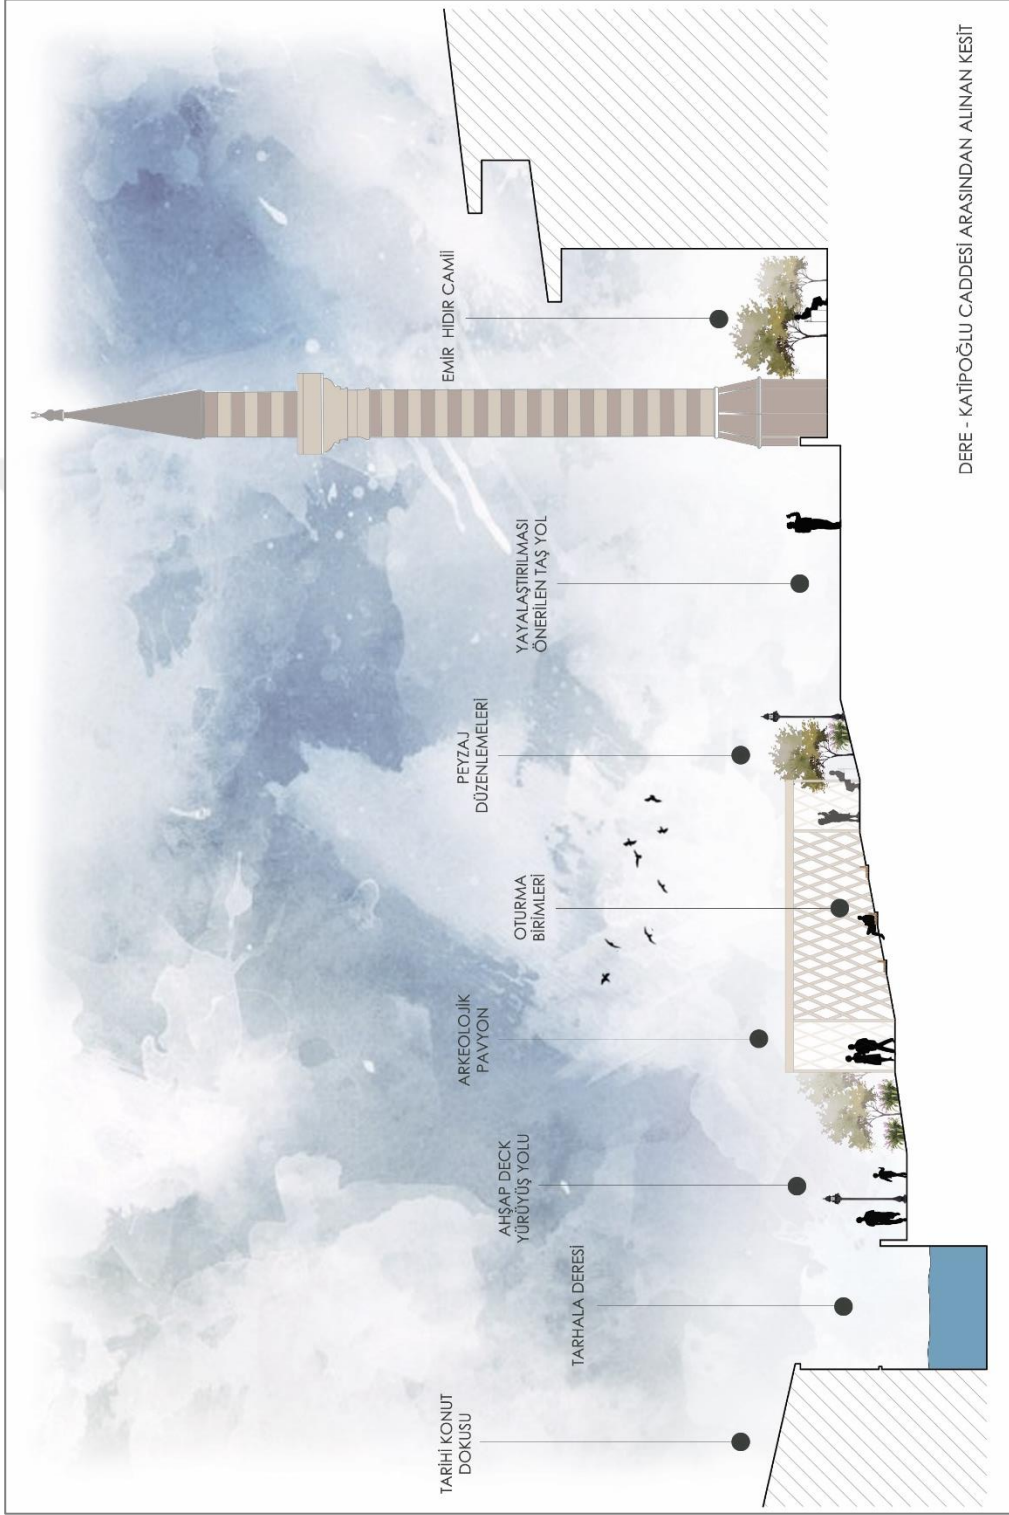 TARİHİ KONUT
DOKUSU
TARHALA DERESİ
AHŞAP DECK
YÜRÜYÜŞ YOLU
ARKEOLOJİK
PAVYON
OTURMA
BİRİMLERİ
PEYZAJ
DÜZENLEMELERİ
YAYALAŞTIRILMASI
ÖNERİLEN TAŞ YOL
EMİR HIDIR CAMİİ
DERE - KATİPOĞLU CADDESİ ARASINDAN ALINAN KESİT